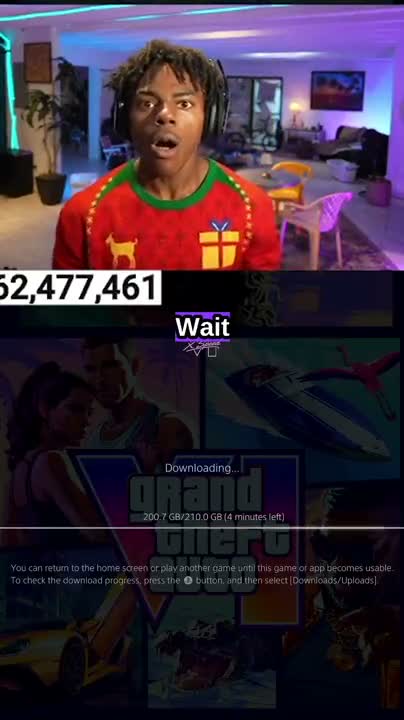 62,477,461
Wait
Downloading...
grand
200.7 GB/210.0 GB (4 minutes left)
theft
auto
VI
You can return to the home screen or play another game until this game or app becomes usable.
To check the download progress, press the button, and then select [Downloads/Uploads].